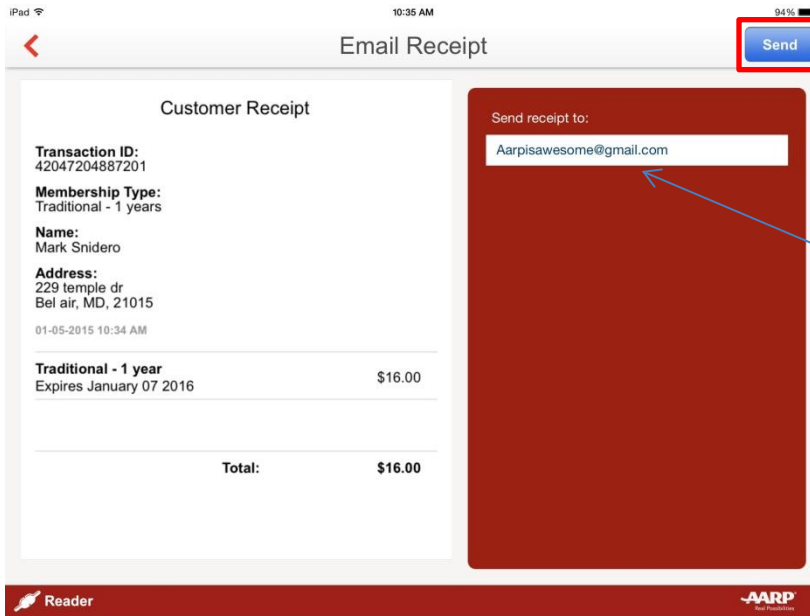 iPad 10:35 AM 94%
Email Receipt
Send
Customer Receipt
Transaction ID:
42047204887201
Membership Type:
Traditional - 1 years
Name:
Mark Snidero
Address:
229 temple dr
Bel air, MD, 21015
01-05-2015 10:34 AM
Traditional - 1 year
Expires January 07 2016
$16.00
Total: $16.00
Send receipt to:
Aarpisawesome@gmail.com
Reader
AARP
Real Possibilities